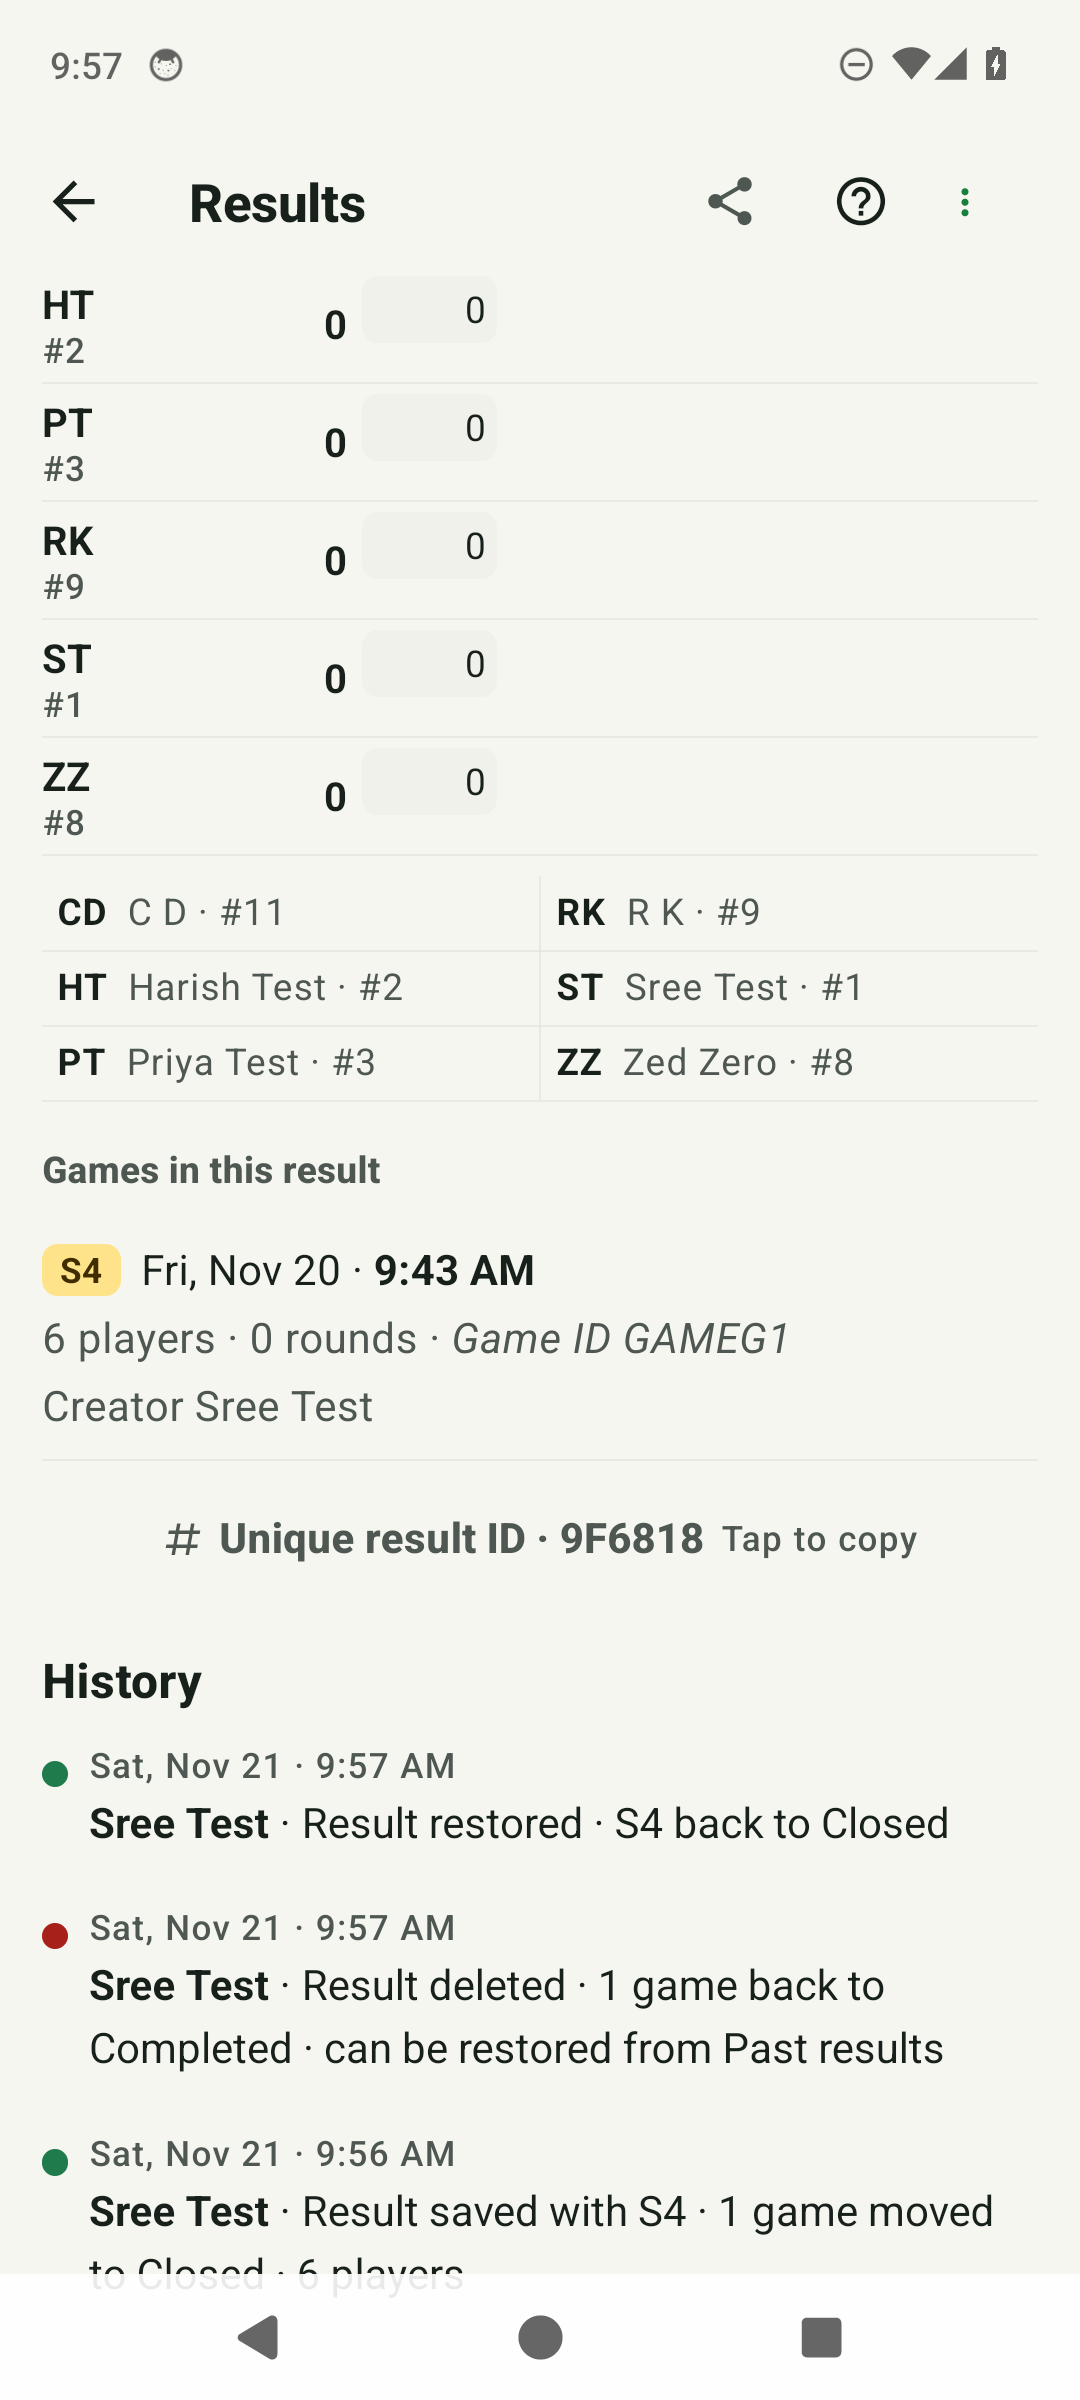 9:57
Results
HT 0 0
#2
PT 0 0
#3
RK 0 0
#9
ST 0 0
#1
ZZ 0 0
#8
CD C D · #11
RK R K · #9
HT Harish Test · #2
ST Sree Test · #1
PT Priya Test · #3
ZZ Zed Zero · #8
Games in this result
S4 Fri, Nov 20 · 9:43 AM
6 players · 0 rounds · Game ID GAMEG1
Creator Sree Test
# Unique result ID · 9F6818 Tap to copy
History
Sat, Nov 21 · 9:57 AM
Sree Test · Result restored · S4 back to Closed
Sat, Nov 21 · 9:57 AM
Sree Test · Result deleted · 1 game back to
Completed · can be restored from Past results
Sat, Nov 21 · 9:56 AM
Sree Test · Result saved with S4 · 1 game moved
to Closed · 6 players